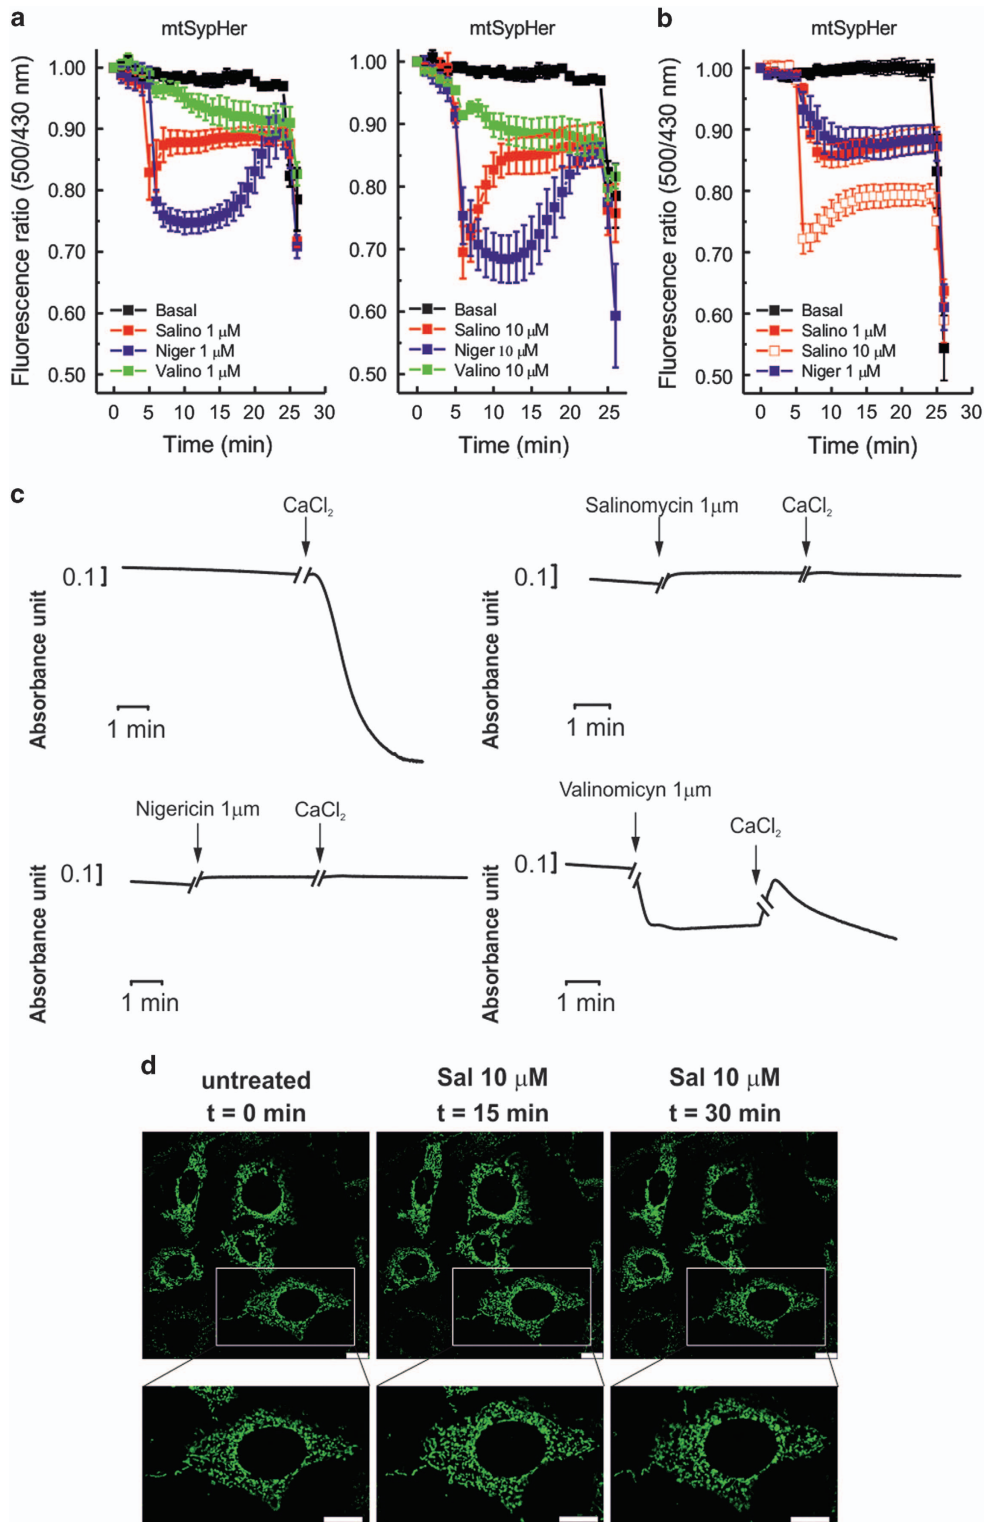 a
mtSypHer
Fluorescence ratio (500/430 nm)
1.00
0.90
0.80
0.70
0.60
0.50
Basal
Salino 1 μM
Niger 1 μM
Valino 1 μM
0 5 10 15 20 25 30
Time (min)
mtSypHer
1.00
0.90
0.80
0.70
0.60
0.50
Basal
Salino 10 μM
Niger 10 μM
Valino 10 μM
0 5 10 15 20 25
Time (min)
b
mtSypHer
Fluorescence ratio (500/430 nm)
1.00
0.90
0.80
0.70
0.60
0.50
Basal
Salino 1 μM
Salino 10 μM
Niger 1 μM
0 5 10 15 20 25 30
Time (min)
c
CaCl₂
0.1]
Absorbance unit
1 min
Salinomycin 1μm
CaCl₂
0.1]
Absorbance unit
1 min
Nigericin 1μm
CaCl₂
0.1]
Absorbance unit
1 min
Valinomicyn 1μm
CaCl₂
0.1]
Absorbance unit
1 min
d
untreated
t = 0 min
Sal 10 μM
t = 15 min
Sal 10 μM
t = 30 min